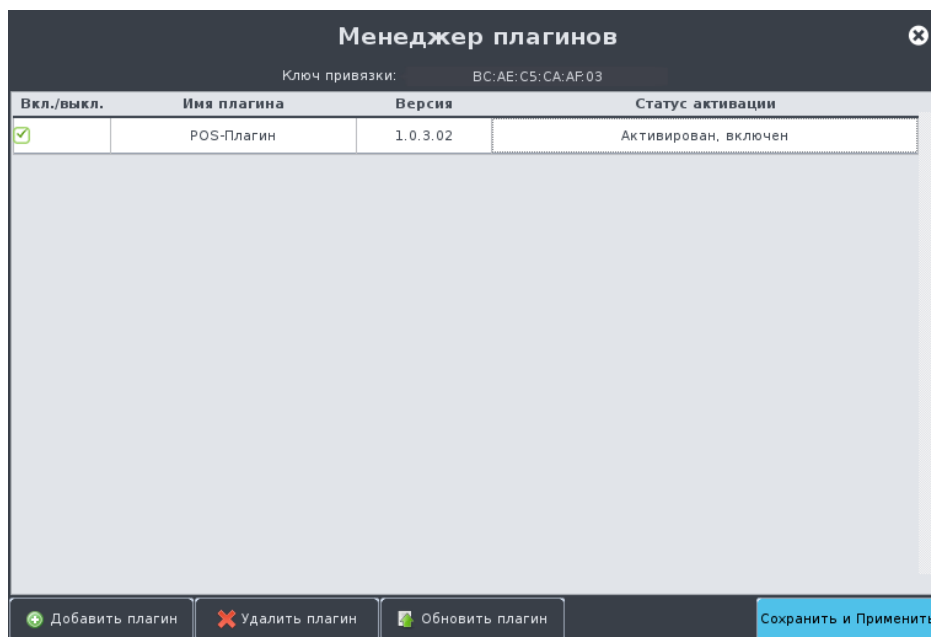 Менеджер плагинов
Ключ привязки: BC:AE:C5:CA:AF:03
Вкл./выкл. Имя плагина Версия Статус активации
POS-Плагин 1.0.3.02 Активирован, включен
Добавить плагин Удалить плагин Обновить плагин Сохранить и Применить